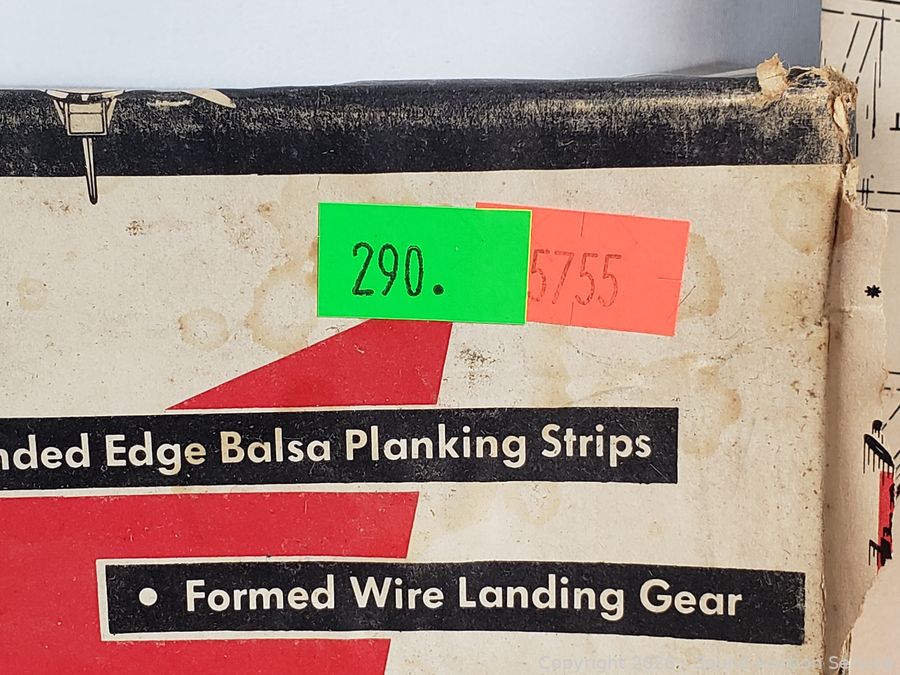 290.
5755
nded Edge Balsa Planking Strips
• Formed Wire Landing Gear